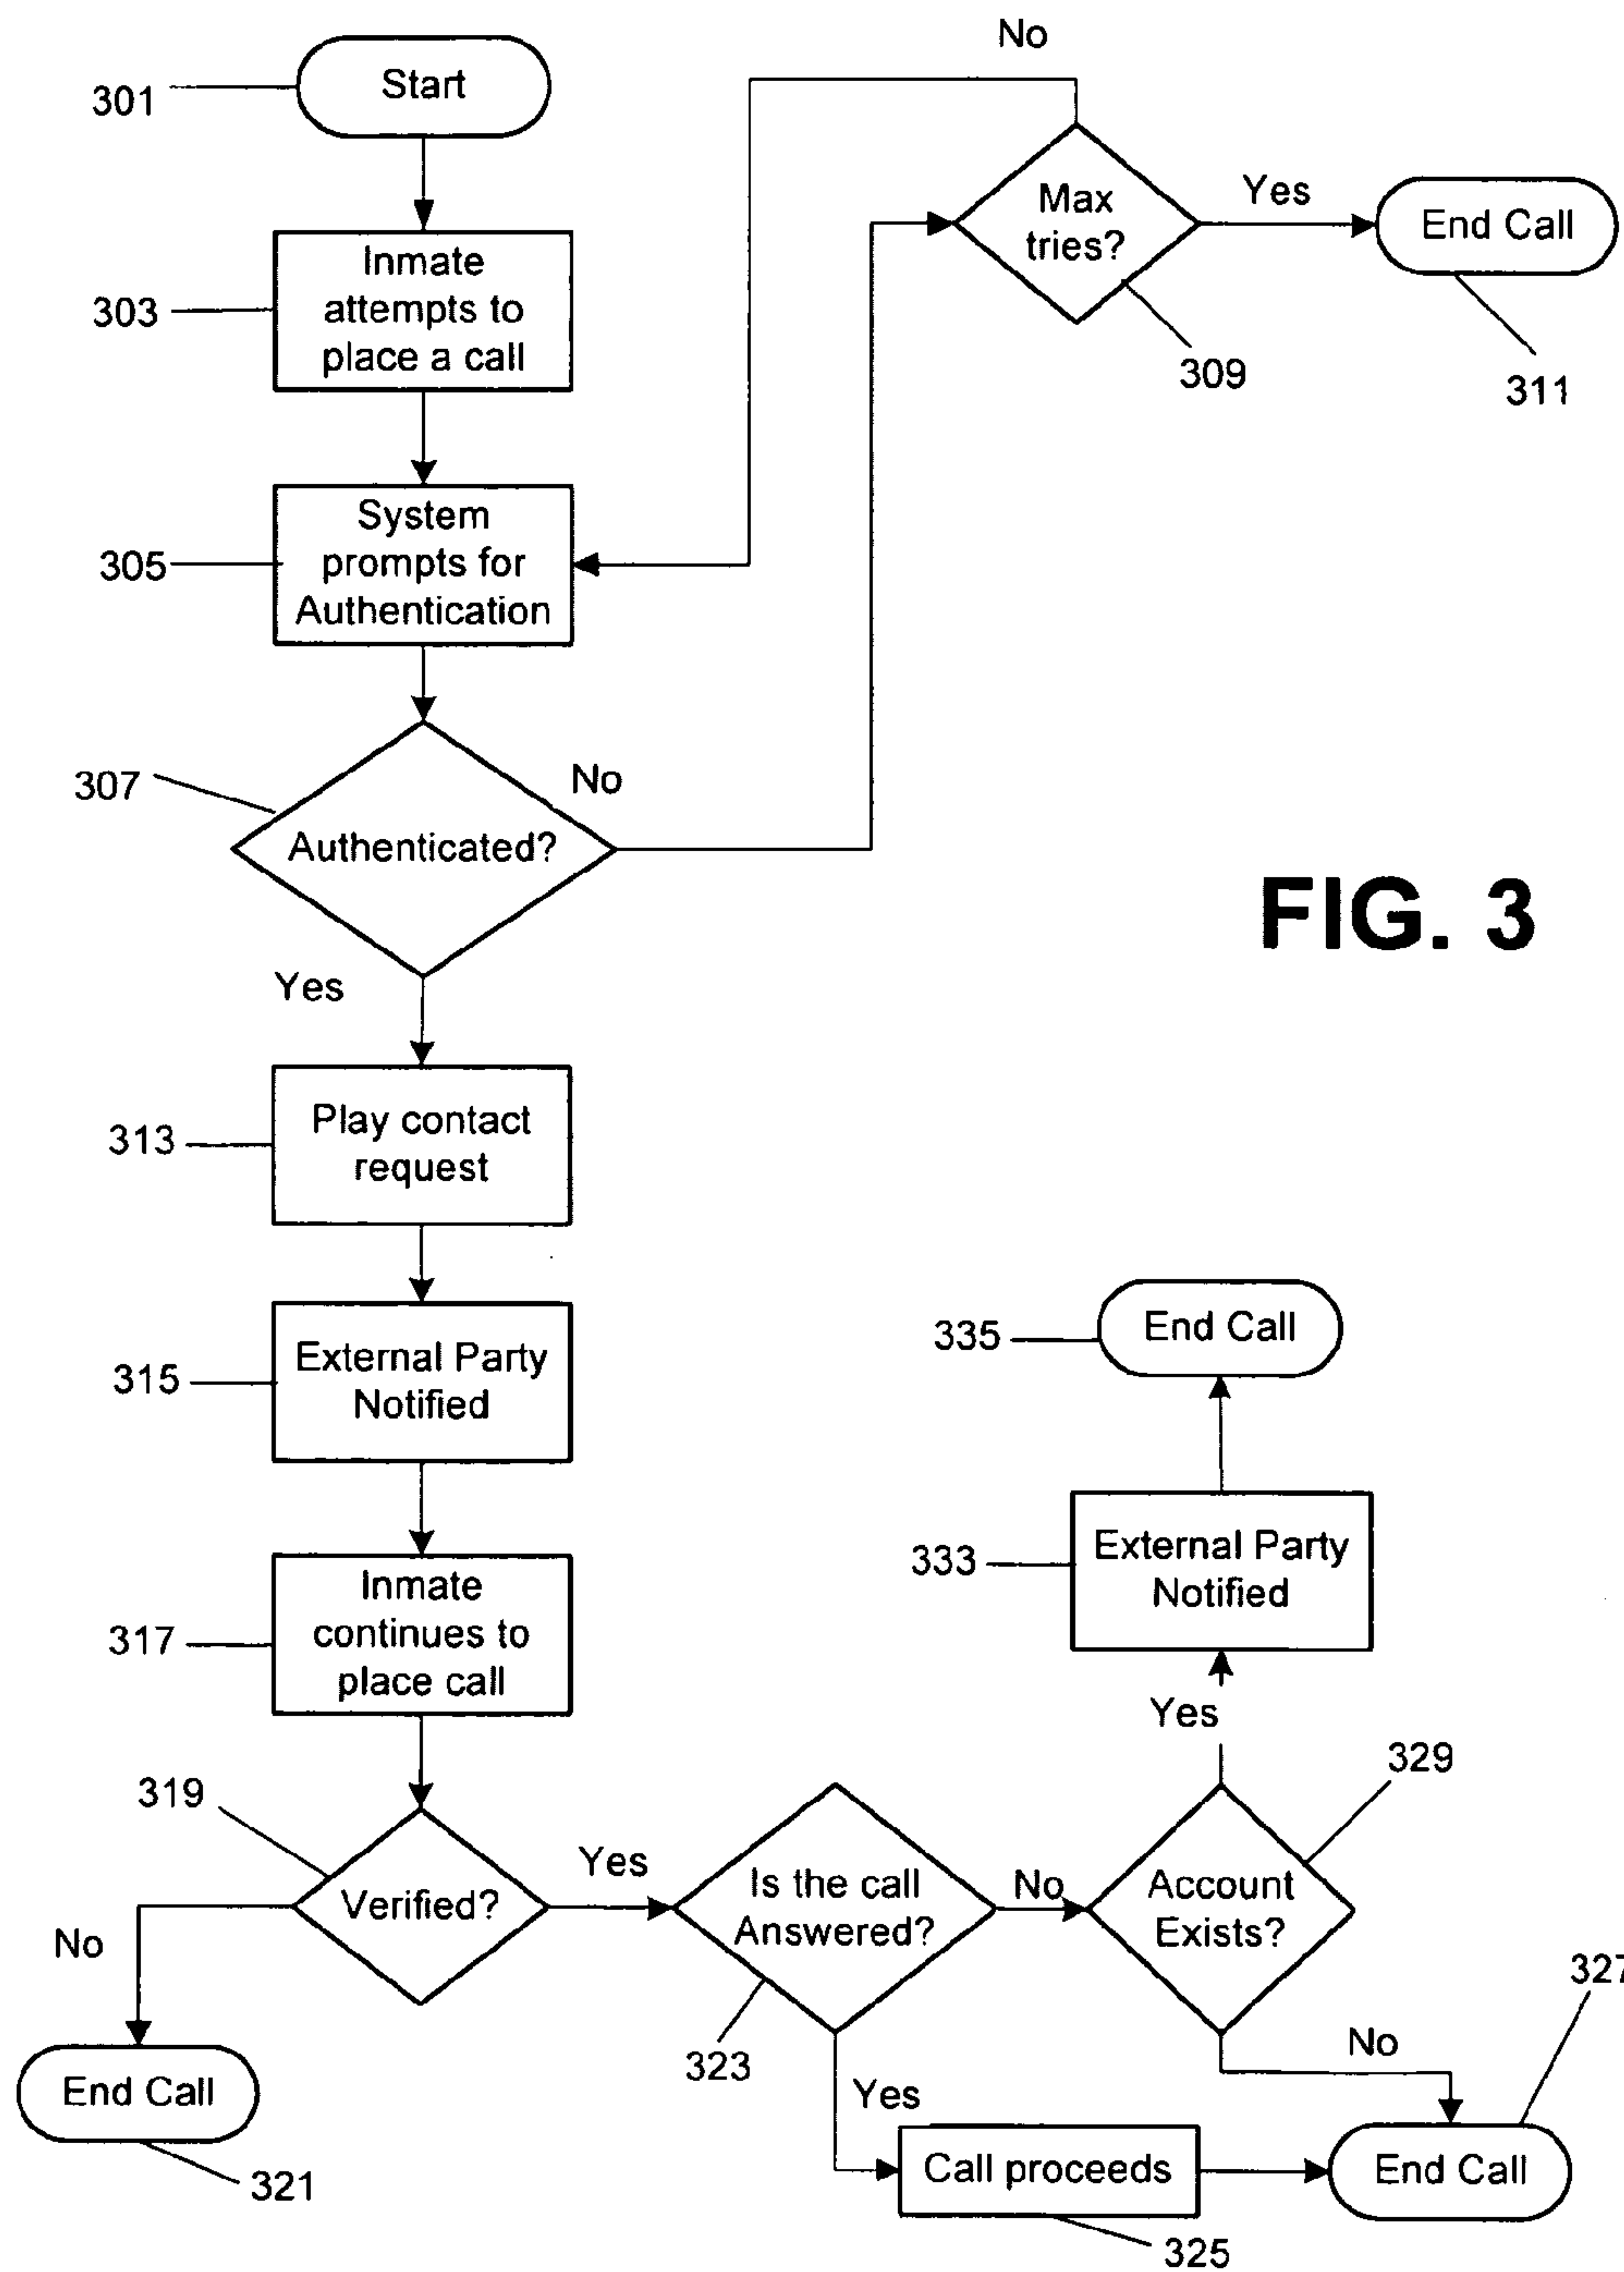 No
Start
301
Max
tries?
Yes
End Call
Inmate
attempts to
place a call
303
309
311
System
prompts for
Authentication
305
307
No
Authenticated?
FIG. 3
Yes
Play contact
request
313
External Party
Notified
315
335
End Call
Inmate
continues to
place call
317
333
External Party
Notified
Yes
329
319
Yes
Verified?
Is the call
Answered?
No
Account
Exists?
No
327
323
No
End Call
Yes
321
Call proceeds
End Call
325